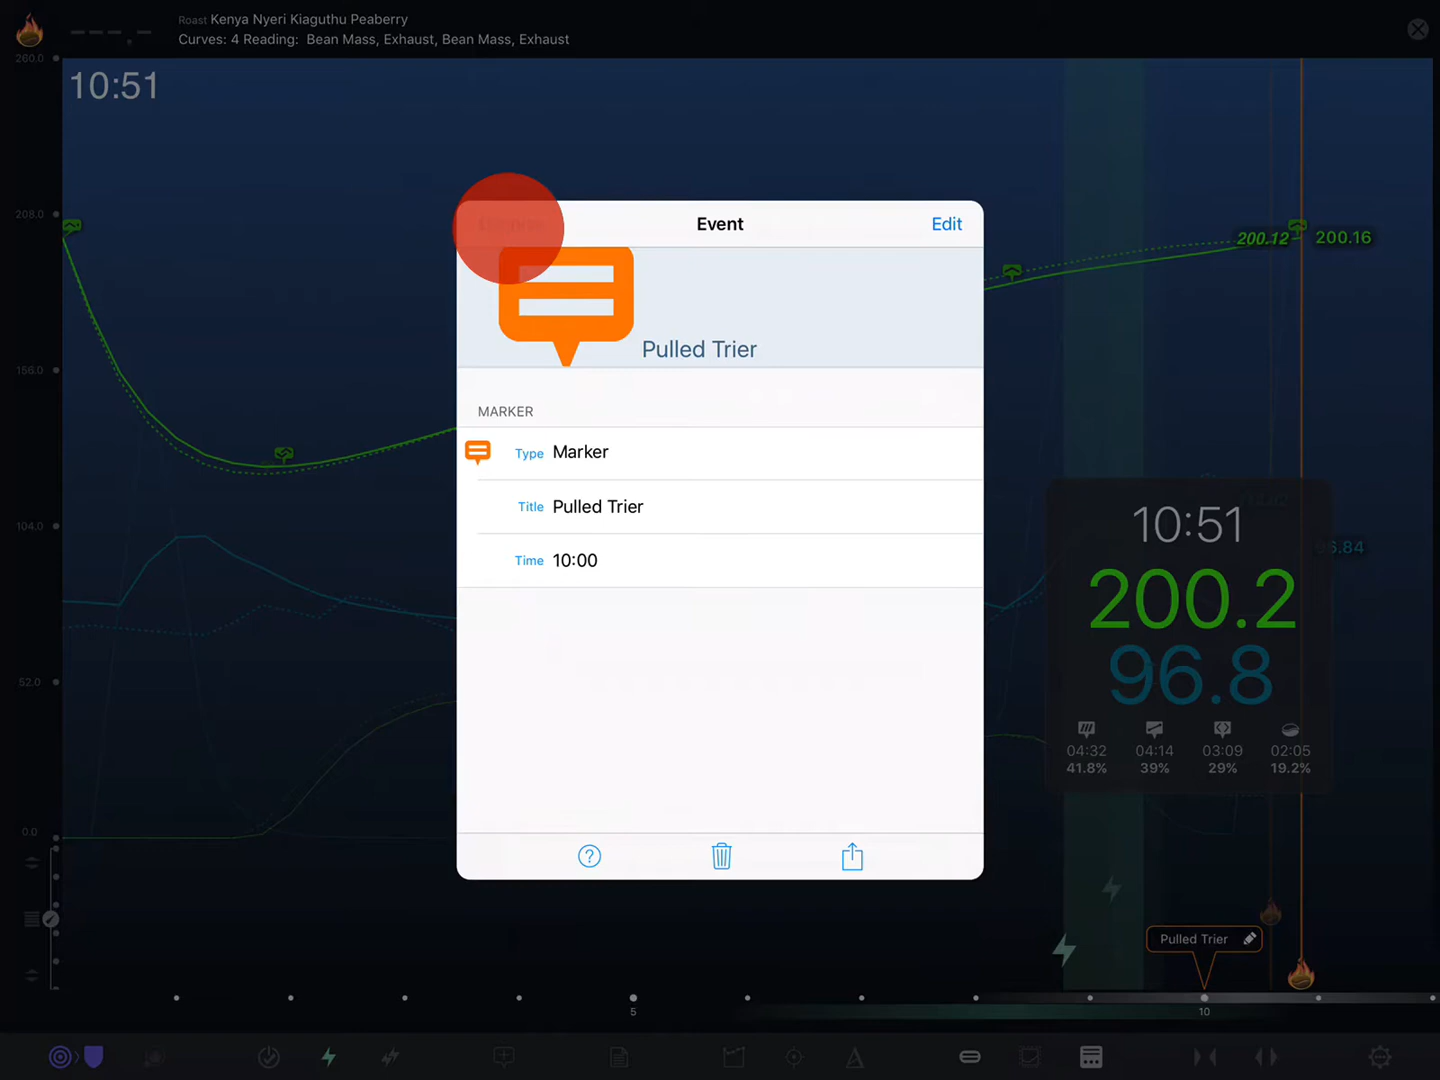 Roast Kenya Nyeri Kiaguthu Peaberry
Curves: 4 Reading: Bean Mass, Exhaust, Bean Mass, Exhaust
260.0
10:51
208.0
Event
Edit
200.12
200.16
Pulled Trier
156.0
MARKER
Type Marker
Title Pulled Trier
104.0
10:51
Time 10:00
200.2
96.8
52.0
04:32 04:14 03:09 02:05
41.8% 39% 29% 19.2%
0.0
?
Pulled Trier
5
10